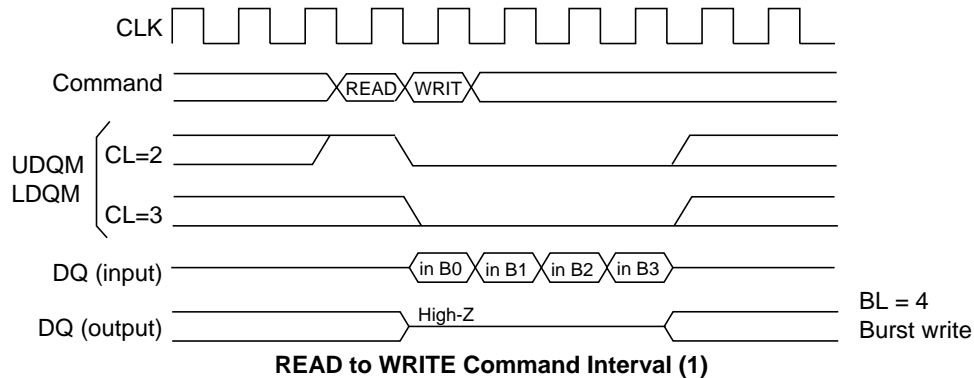 CLK
Command
READ
WRIT
UDQM
LDQM
CL=2
CL=3
DQ (input)
in B0
in B1
in B2
in B3
DQ (output)
High-Z
BL = 4
Burst write
READ to WRITE Command Interval (1)